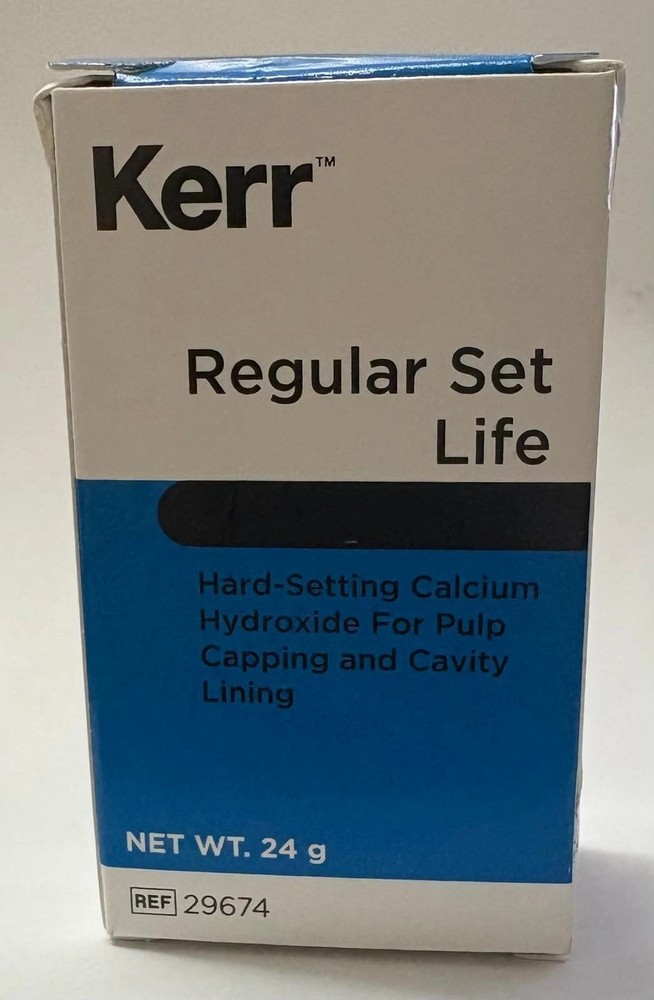 Kerr™
Regular Set
Life
Hard-Setting Calcium
Hydroxide For Pulp
Capping and Cavity
Lining
NET WT. 24 g
REF 29674